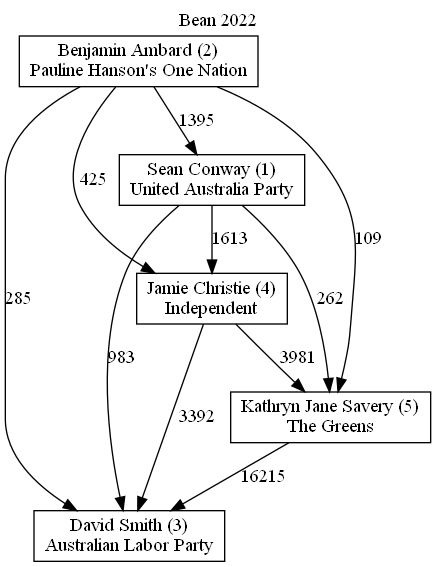 Bean 2022
Benjamin Ambard (2)
Pauline Hanson's One Nation
1395
425
Sean Conway (1)
United Australia Party
1613
109
285
Jamie Christie (4)
Independent
262
983
3981
3392
Kathryn Jane Savery (5)
The Greens
16215
David Smith (3)
Australian Labor Party